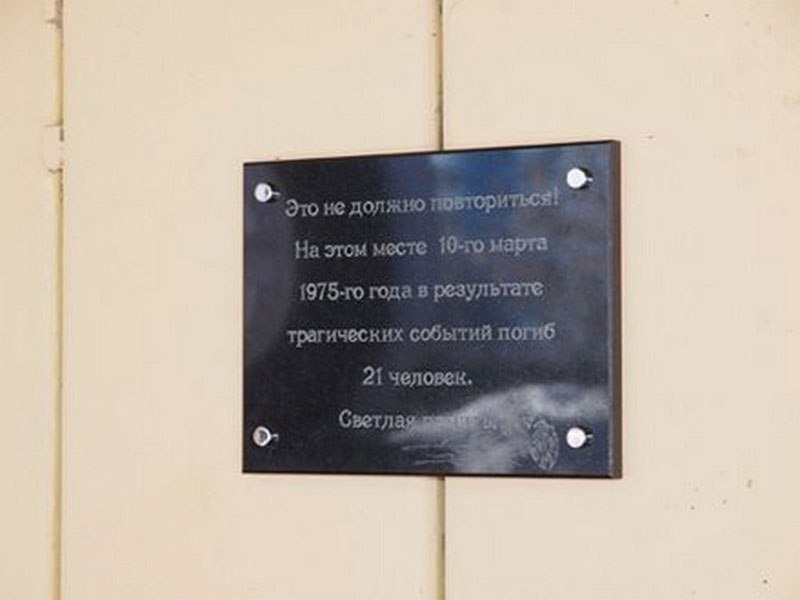 Это не должно повториться!
На этом месте 10-го марта
1975-го года в результате
трагических событий погиб
21 человек.
Светлая память.